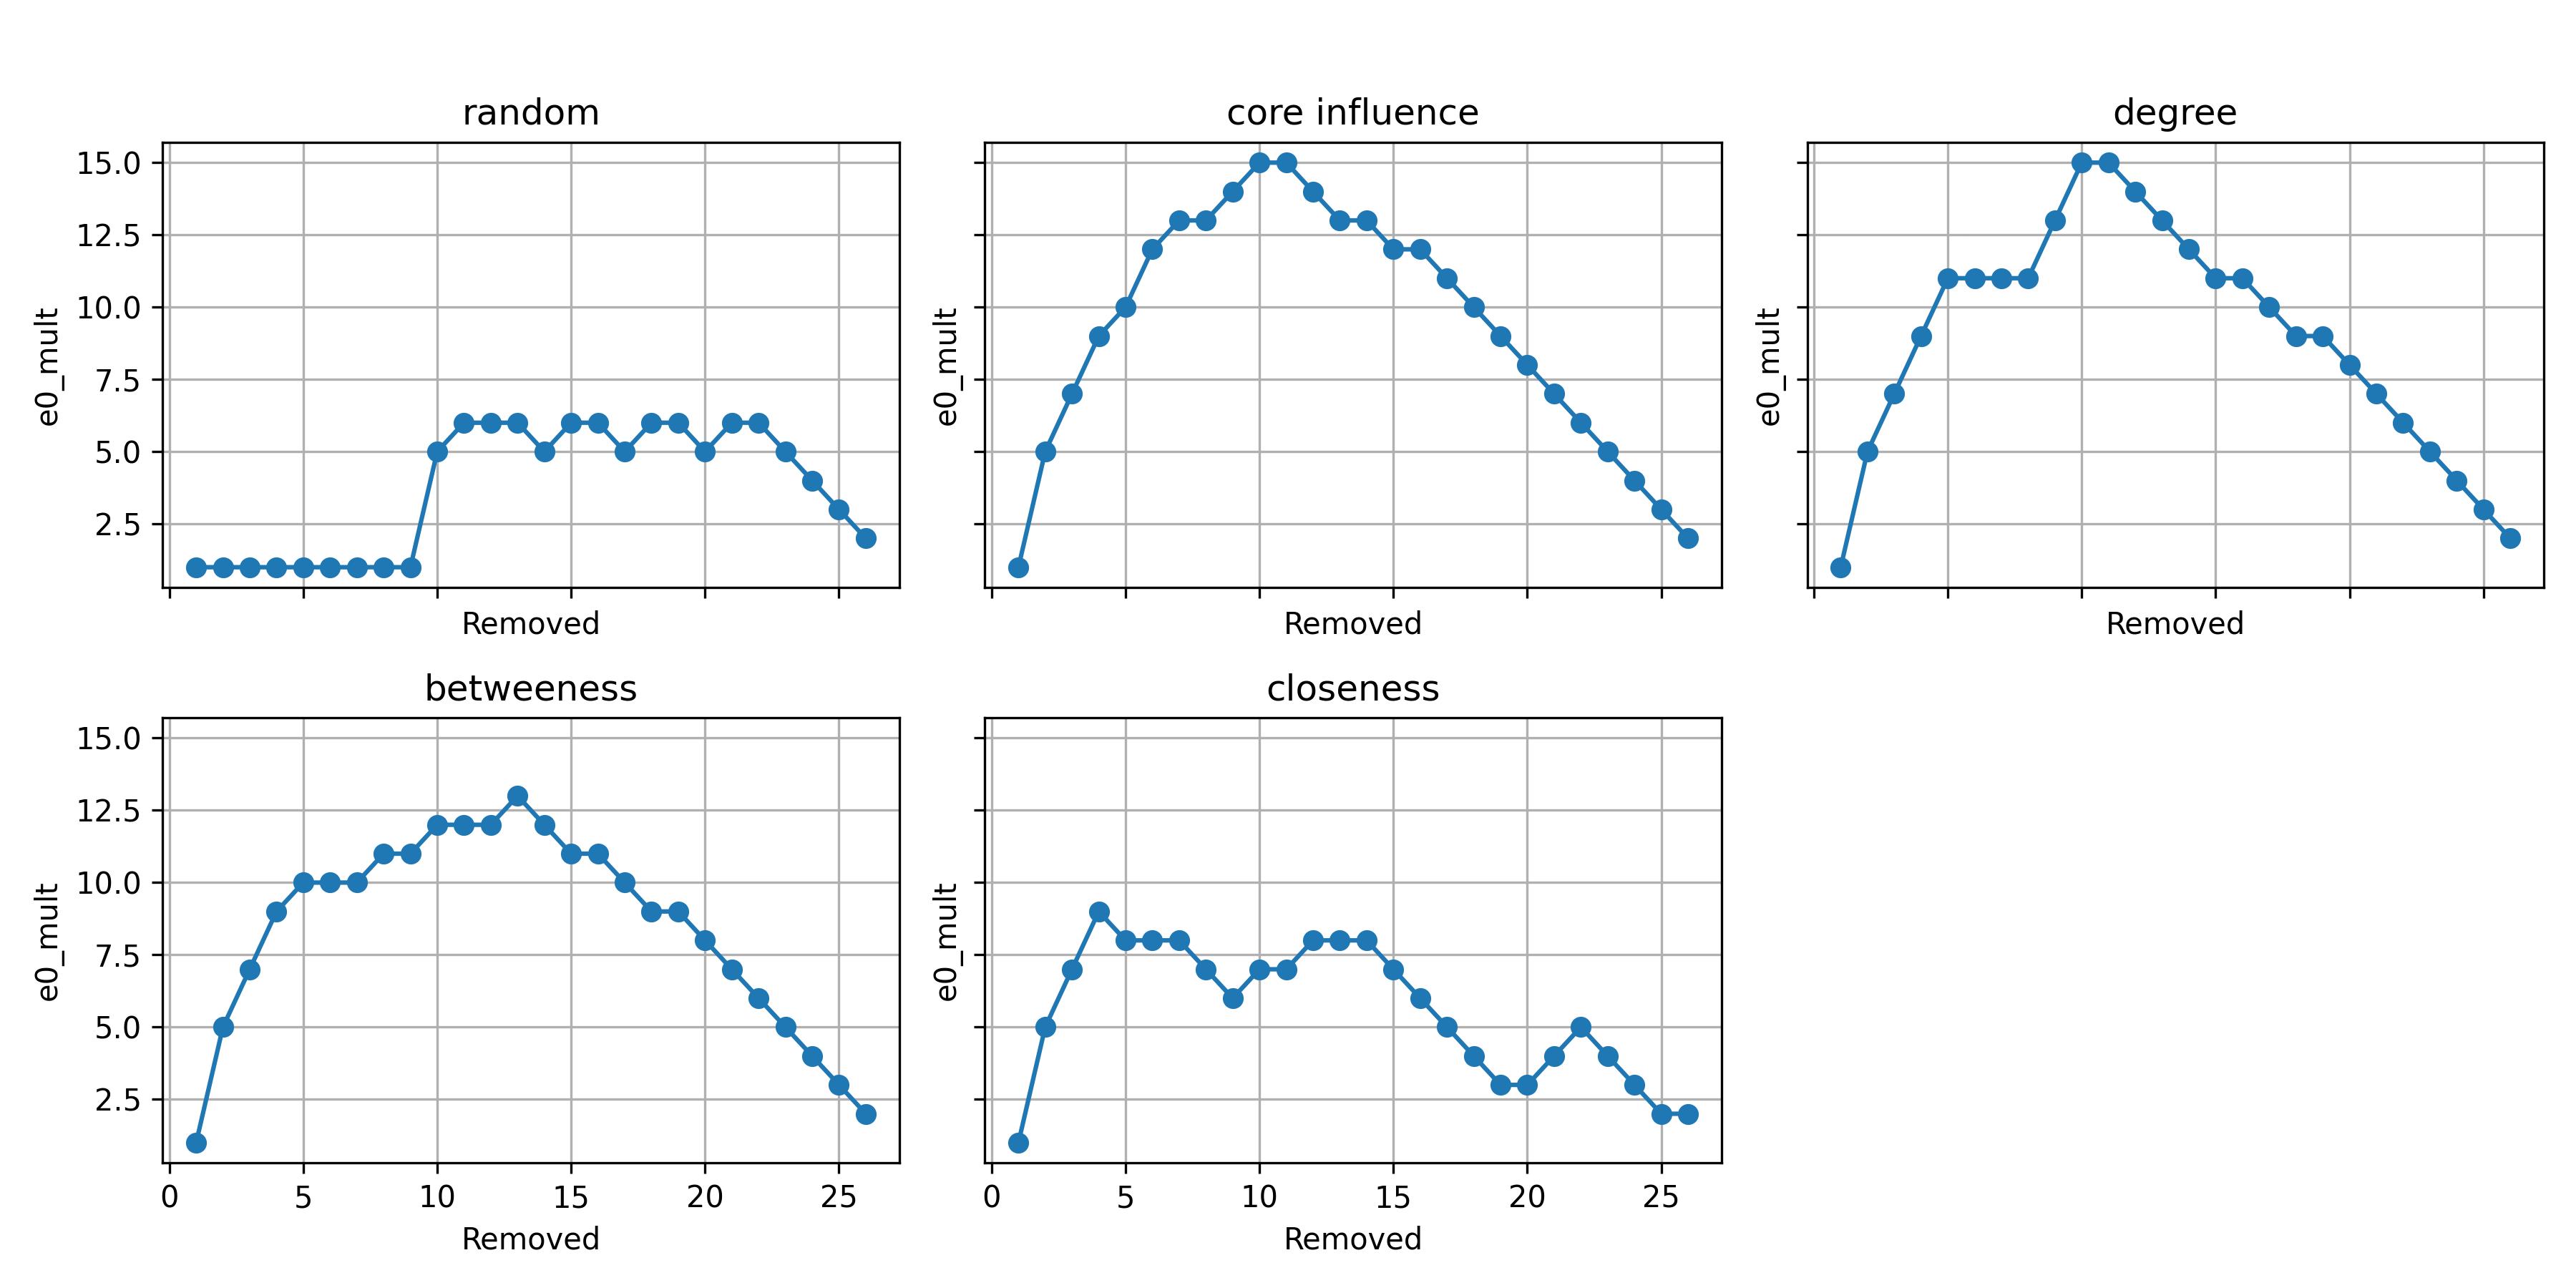 random
core influence
degree
15.0
12.5
10.0
7.5
5.0
2.5
e0_mult
e0_mult
e0_mult
Removed
Removed
Removed
betweeness
closeness
15.0
12.5
10.0
7.5
5.0
2.5
e0_mult
e0_mult
0 5 10 15 20 25
0 5 10 15 20 25
Removed
Removed